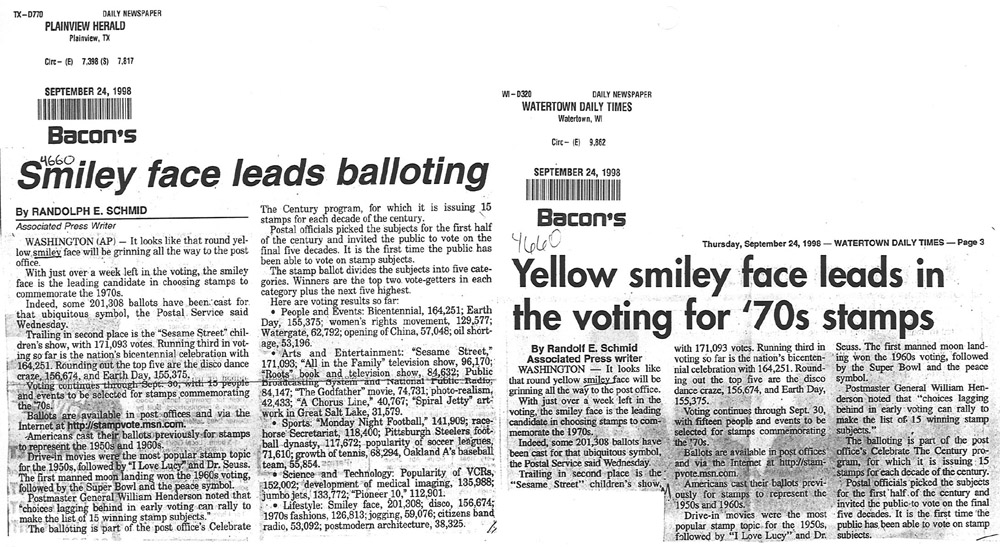 TX-D770 DAILY NEWSPAPER
PLAINVIEW HERALD
Plainview, TX
Circ- (E) 7,398 (S) 7,817
SEPTEMBER 24, 1998
Bacon's
4660
Smiley face leads balloting
By RANDOLPH E. SCHMID
Associated Press Writer
WASHINGTON (AP) — It looks like that round yel-
low smiley face will be grinning all the way to the post
office.
With just over a week left in the voting, the smiley
face is the leading candidate in choosing stamps to
commemorate the 1970s.
Indeed, some 201,308 ballots have been cast for
that ubiquitous symbol, the Postal Service said
Wednesday.
Trailing in second place is the "Sesame Street" chil-
dren's show, with 171,093 votes. Running third in vot-
ing so far is the nation's bicentennial celebration with
164,251. Rounding out the top five are the disco dance
craze, 156,674, and Earth Day, 155,375.
Voting continues through Sept. 30, with 15 people
and events to be selected for stamps commemorating
the '70s.
Ballots are available in post offices and via the
Internet at http://stampvote.msn.com.
Americans cast their ballots previously for stamps
to represent the 1950s and 1960s.
Drive-in movies were the most popular stamp topic
for the 1950s, followed by "I Love Lucy" and Dr. Seuss.
The first manned moon landing won the 1960s voting,
followed by the Super Bowl and the peace symbol.
Postmaster General William Henderson noted that
"choices lagging behind in early voting can rally to
make the list of 15 winning stamp subjects."
The balloting is part of the post office's Celebrate
The Century program, for which it is issuing 15
stamps for each decade of the century.
Postal officials picked the subjects for the first half
of the century and invited the public to vote on the
final five decades. It is the first time the public has
been able to vote on stamp subjects.
The stamp ballot divides the subjects into five cate-
gories. Winners are the top two vote-getters in each
category plus the next five highest.
Here are voting results so far:
• People and Events: Bicentennial, 164,251; Earth
Day, 155,375; women's rights movement, 129,577;
Watergate, 62,792; opening of China, 57,048; oil short-
age, 53,196.
• Arts and Entertainment: "Sesame Street,"
171,093; "All in the Family" television show, 96,170;
"Roots" book and television show, 84,632; Public
Broadcasting System and National Public Radio,
84,147; "The Godfather" movie, 74,731; photo-realism,
42,433; "A Chorus Line," 40,767; "Spiral Jetty" art-
work in Great Salt Lake, 31,579.
• Sports: "Monday Night Football," 141,909; race-
horse Secretariat, 118,400; Pittsburgh Steelers foot-
ball dynasty, 117,672; popularity of soccer leagues,
71,610; growth of tennis, 68,294, Oakland A's baseball
team, 55,854.
• Science and Technology: Popularity of VCRs,
152,002; development of medical imaging, 135,988;
jumbo jets, 133,772; "Pioneer 10," 112,901.
• Lifestyle: Smiley face, 201,308; disco, 156,674;
1970s fashions, 126,813; jogging, 59,076; citizens band
radio, 53,092; postmodern architecture, 38,325.
WI-D320 DAILY NEWSPAPER
WATERTOWN DAILY TIMES
Watertown, WI
Circ- (E) 9,862
SEPTEMBER 24, 1998
Bacon's
4660
Thursday, September 24, 1998 — WATERTOWN DAILY TIMES — Page 3
Yellow smiley face leads in
the voting for '70s stamps
By Randolf E. Schmid
Associated Press writer
WASHINGTON — It looks like
that round yellow smiley face will be
grinning all the way to the post office.
With just over a week left in the
voting, the smiley face is the leading
candidate in choosing stamps to com-
memorate the 1970s.
Indeed, some 201,308 ballots have
been cast for that ubiquitous symbol,
the Postal Service said Wednesday.
Trailing in second place is the
"Sesame Street" children's show,
with 171,093 votes. Running third in
voting so far is the nation's bicenten-
nial celebration with 164,251. Round-
ing out the top five are the disco
dance craze, 156,674, and Earth Day,
155,375.
Voting continues through Sept. 30,
with fifteen people and events to be
selected for stamps commemorating
the '70s.
Ballots are available in post offices
and via the Internet at http://stam-
pvote.msn.com.
Americans cast their ballots previ-
ously for stamps to represent the
1950s and 1960s.
Drive-in movies were the most
popular stamp topic for the 1950s,
followed by "I Love Lucy" and Dr.
Seuss. The first manned moon land-
ing won the 1960s voting, followed
by the Super Bowl and the peace
symbol.
Postmaster General William Hen-
derson noted that "choices lagging
behind in early voting can rally to
make the list of 15 winning stamp
subjects."
The balloting is part of the post
office's Celebrate The Century pro-
gram, for which it is issuing 15
stamps for each decade of the century.
Postal officials picked the subjects
for the first half of the century and
invited the public to vote on the final
five decades. It is the first time the
public has been able to vote on stamp
subjects.